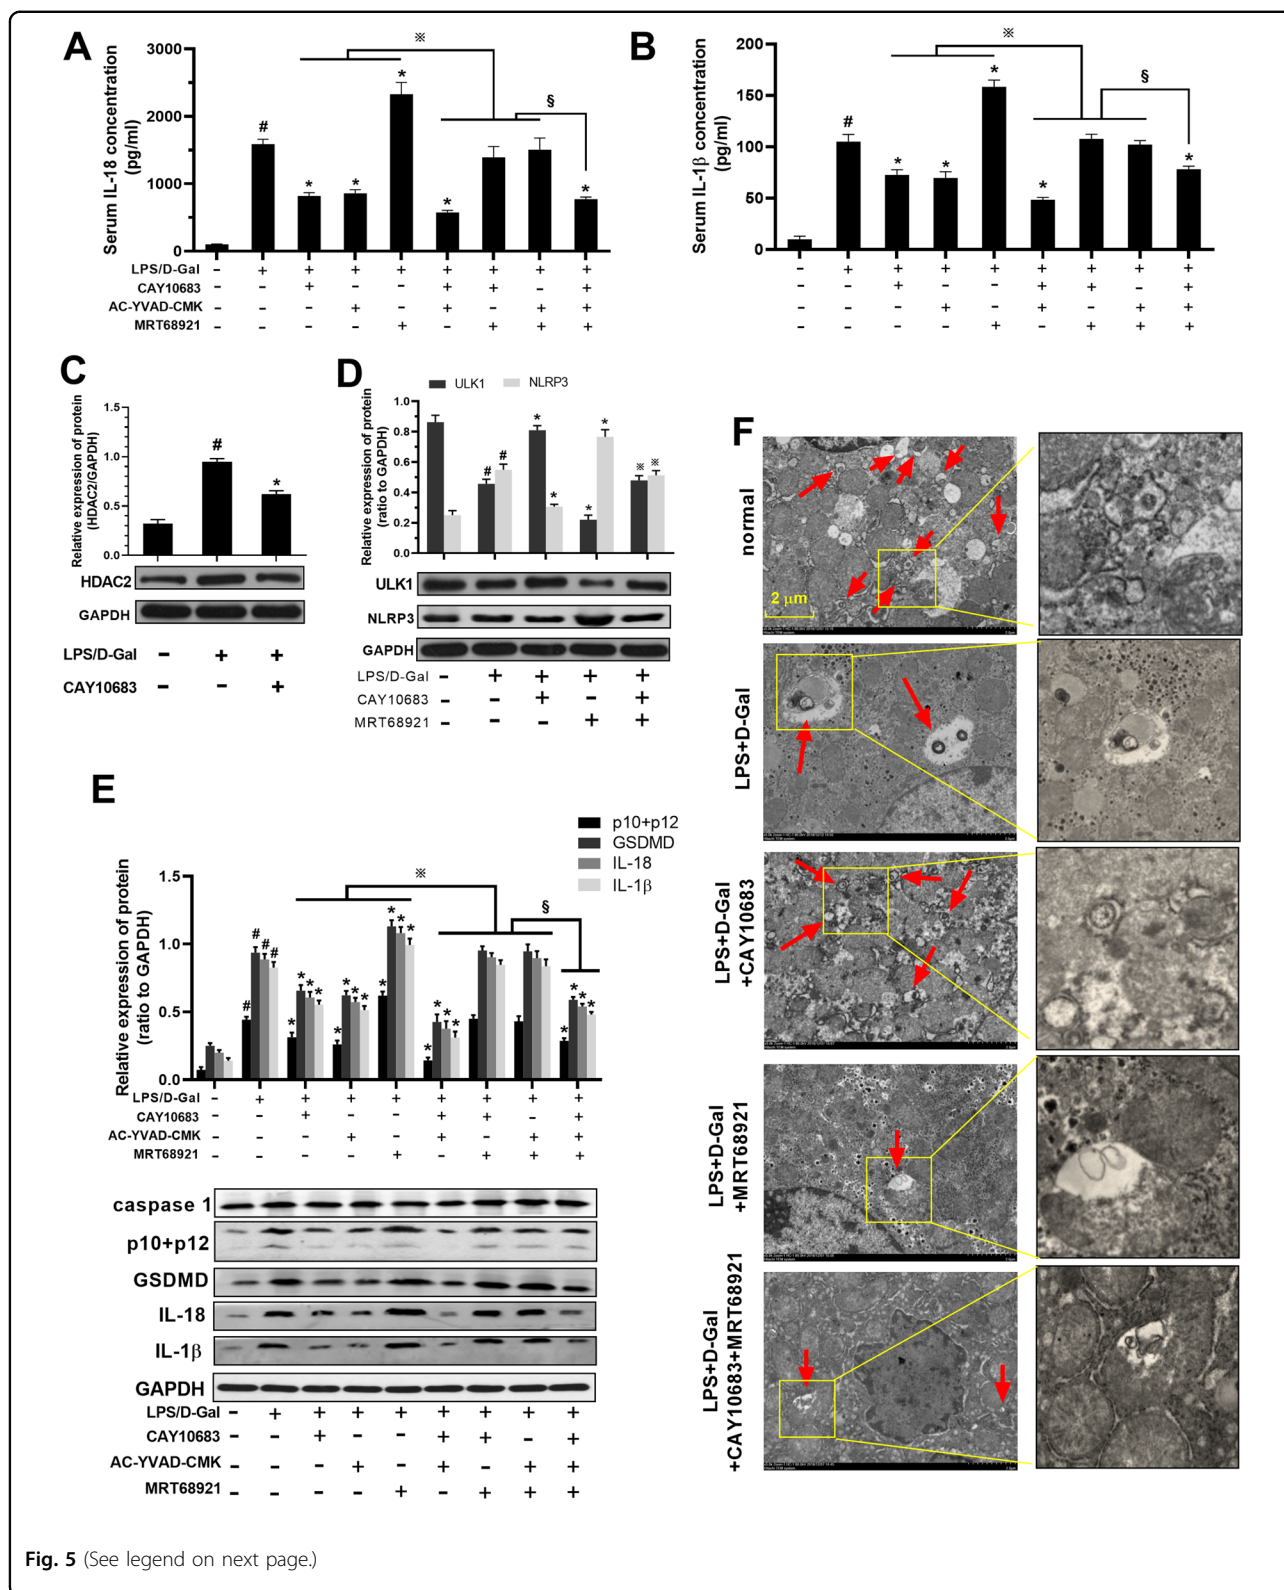 A
Serum IL-18 concentration
(pg/ml)
3000
2000
1000
0
#
*
*
*
*
*
※
§
LPS/D-Gal - + + + + + + + +
CAY10683 - - + - - + + - +
AC-YVAD-CMK - - - + - + - + +
MRT68921 - - - - + - + + +
B
Serum IL-1β concentration
(pg/ml)
200
150
100
50
0
#
*
*
*
*
*
※
§
- + + + + + + + +
- - + - - + + - +
- - - + - + - + +
- - - - + - + + +
C
Relative expression of protein
(HDAC2/GAPDH)
1.5
1.0
0.5
0.0
#
*
HDAC2
GAPDH
LPS/D-Gal - + +
CAY10683 - - +
D
ULK1 NLRP3
Relative expression of protein
(ratio to GAPDH)
1.0
0.8
0.6
0.4
0.2
0.0
# #
* *
* *
※ ※
ULK1
NLRP3
GAPDH
LPS/D-Gal - + + + +
CAY10683 - - + - +
MRT68921 - - - + +
E
p10+p12
GSDMD
IL-18
IL-1β
Relative expression of protein
(ratio to GAPDH)
1.5
1.0
0.5
0.0
# # # #
* * * *
* * * *
* * * *
* * * *
* * * *
※
§
LPS/D-Gal - + + + + + + + +
CAY10683 - - + - - + + - +
AC-YVAD-CMK - - - + - + - + +
MRT68921 - - - - + - + + +
caspase 1
p10+p12
GSDMD
IL-18
IL-1β
GAPDH
LPS/D-Gal - + + + + + + + +
CAY10683 - - + - - + + - +
AC-YVAD-CMK - - - + - + - + +
MRT68921 - - - - + - + + +
F
normal
2 μm
LPS+D-Gal
LPS+D-Gal
+CAY10683
LPS+D-Gal
+MRT68921
LPS+D-Gal
+CAY10683+MRT68921
Fig. 5 (See legend on next page.)